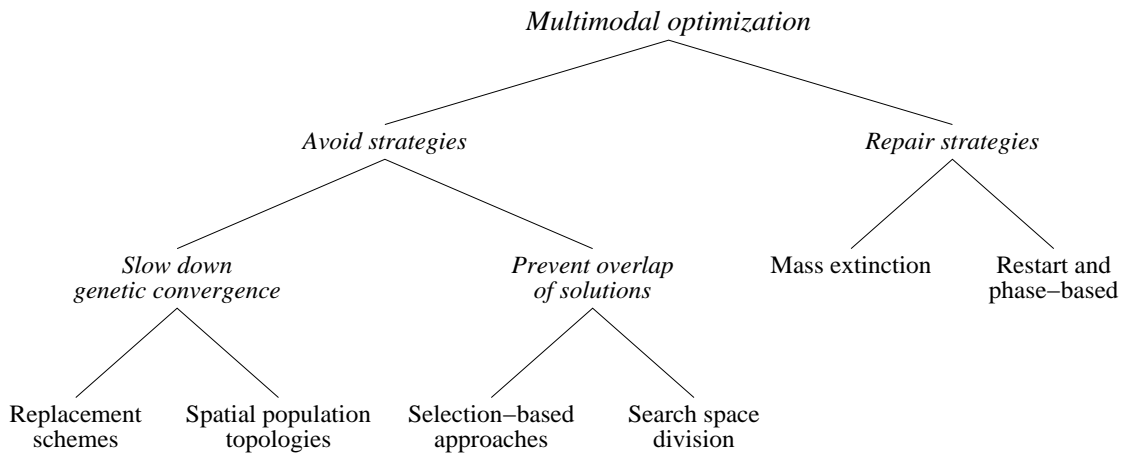 Multimodal optimization
Avoid strategies
Repair strategies
Slow down
genetic convergence
Prevent overlap
of solutions
Mass extinction
Restart and
phase−based
Replacement
schemes
Spatial population
topologies
Selection−based
approaches
Search space
division